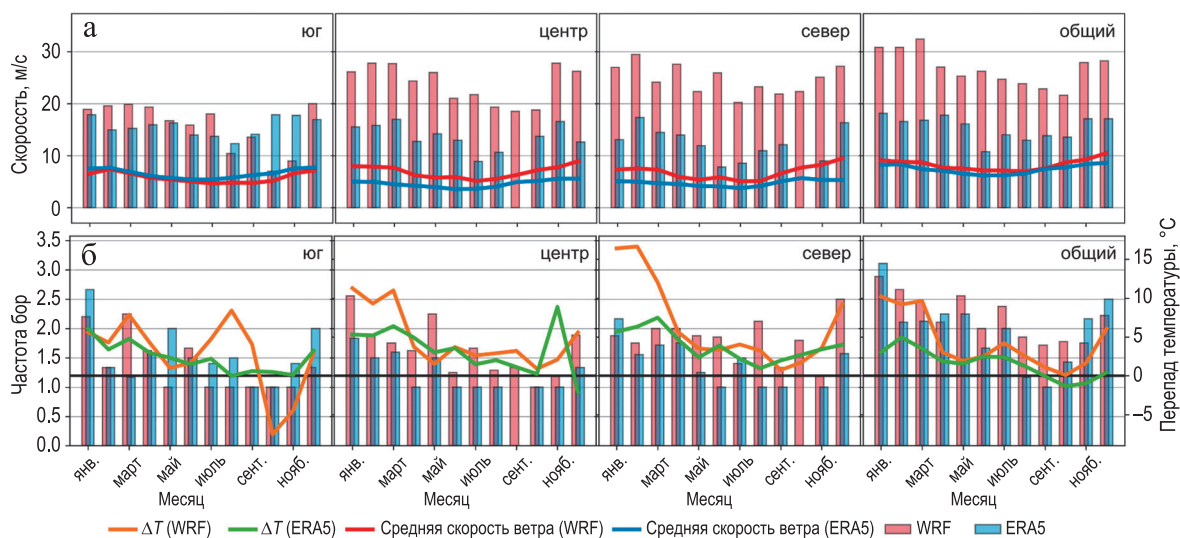 а
юг
центр
север
общий
Скоросcть, м/с
30
20
10
0
б
юг
центр
север
общий
Частота бор
3.5
3.0
2.5
2.0
1.5
1.0
0.5
0.0
15
10
5
0
–5
Перепад температуры, °C
янв. март май июль сент. нояб.
янв. март май июль сент. нояб.
янв. март май июль сент. нояб.
янв. март май июль сент. нояб.
Месяц Месяц Месяц Месяц
ΔT (WRF) ΔT (ERA5) Средняя скорость ветра (WRF) Средняя скорость ветра (ERA5) WRF ERA5